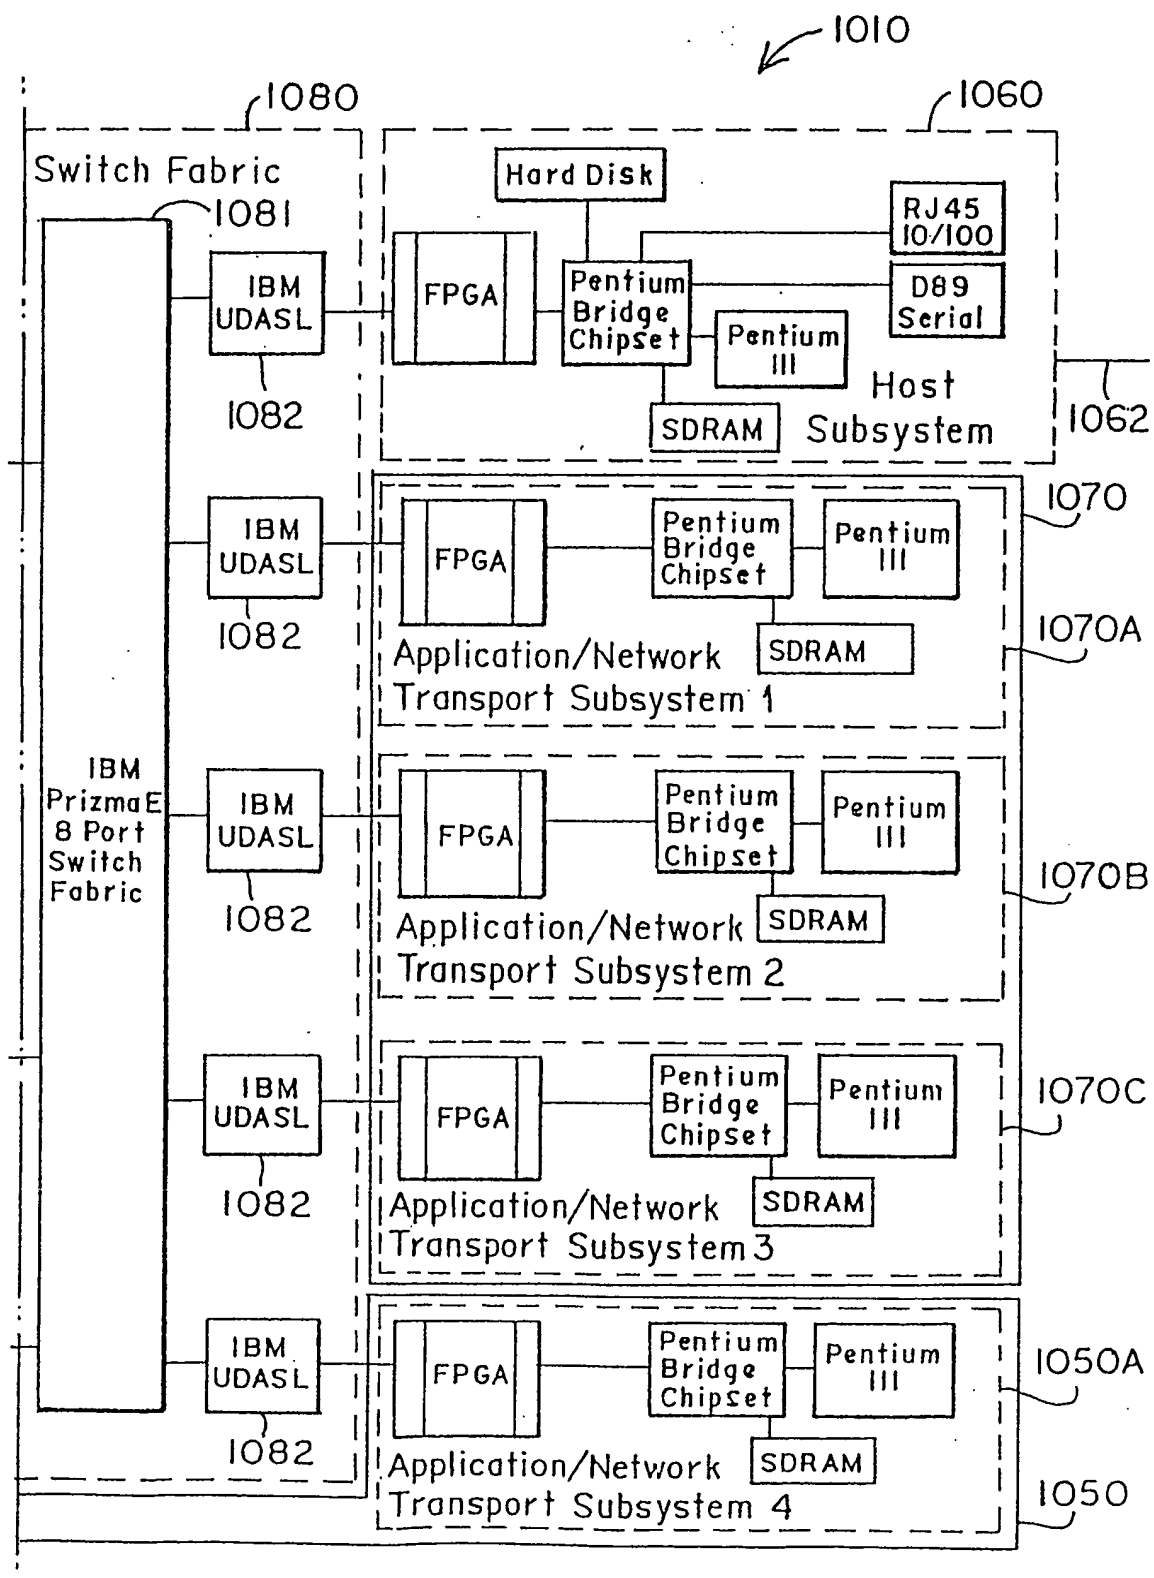 1010
1080
1060
Switch Fabric
1081
Hard Disk
RJ45
10/100
D89
Serial
IBM
UDASL
1082
FPGA
Pentium
Bridge
Chipset
Pentium
III
SDRAM
Host
Subsystem
1062
1070
IBM
UDASL
1082
FPGA
Pentium
Bridge
Chipset
Pentium
III
SDRAM
1070A
Application/Network
Transport Subsystem 1
IBM
PrizmaE
8 Port
Switch
Fabric
IBM
UDASL
1082
FPGA
Pentium
Bridge
Chipset
Pentium
III
SDRAM
1070B
Application/Network
Transport Subsystem 2
IBM
UDASL
1082
FPGA
Pentium
Bridge
Chipset
Pentium
III
SDRAM
1070C
Application/Network
Transport Subsystem 3
IBM
UDASL
1082
FPGA
Pentium
Bridge
Chipset
Pentium
III
SDRAM
1050A
Application/Network
Transport Subsystem 4
1050